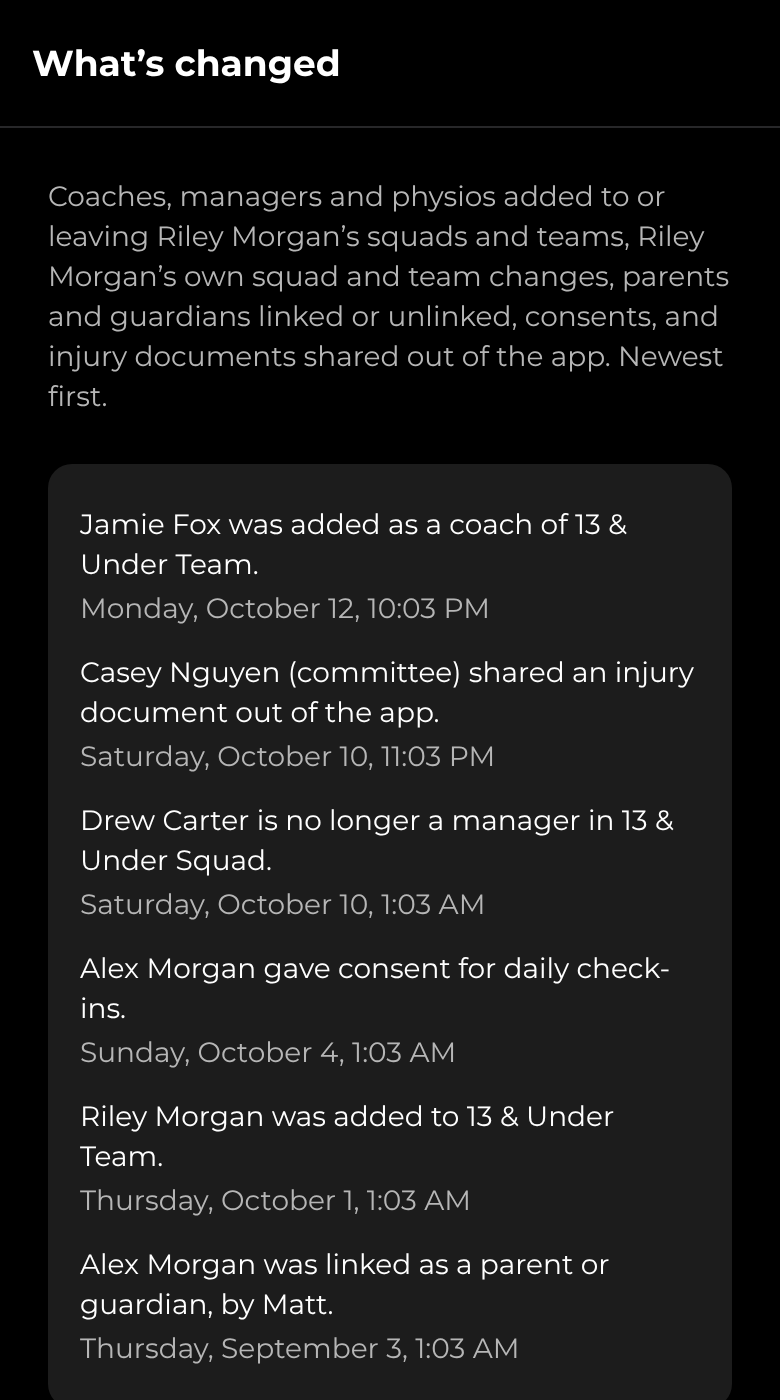 What’s changed
Coaches, managers and physios added to or
leaving Riley Morgan’s squads and teams, Riley
Morgan’s own squad and team changes, parents
and guardians linked or unlinked, consents, and
injury documents shared out of the app. Newest
first.
Jamie Fox was added as a coach of 13 &
Under Team.
Monday, October 12, 10:03 PM
Casey Nguyen (committee) shared an injury
document out of the app.
Saturday, October 10, 11:03 PM
Drew Carter is no longer a manager in 13 &
Under Squad.
Saturday, October 10, 1:03 AM
Alex Morgan gave consent for daily check-
ins.
Sunday, October 4, 1:03 AM
Riley Morgan was added to 13 & Under
Team.
Thursday, October 1, 1:03 AM
Alex Morgan was linked as a parent or
guardian, by Matt.
Thursday, September 3, 1:03 AM